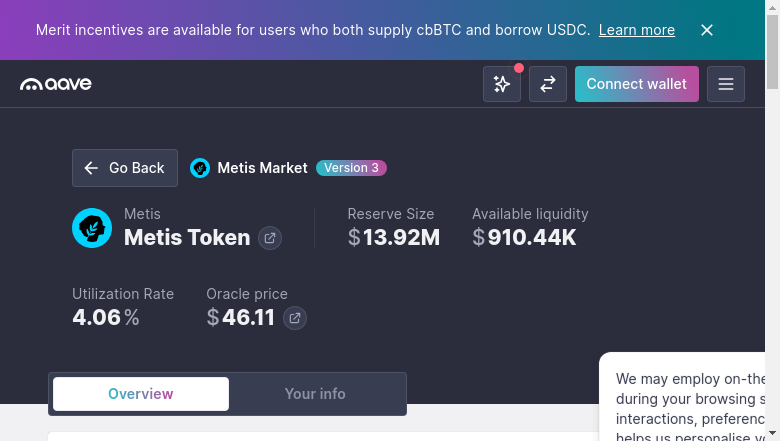 Merit incentives are available for users who both supply cbBTC and borrow USDC. Learn more
aave
Connect wallet
Go Back
Metis Market
Version 3
Metis
Metis Token
Reserve Size
$13.92M
Available liquidity
$910.44K
Utilization Rate
4.06%
Oracle price
$46.11
Overview
Your info
We may employ on-the
during your browsing s
interactions, preferenc
helps us personalise y